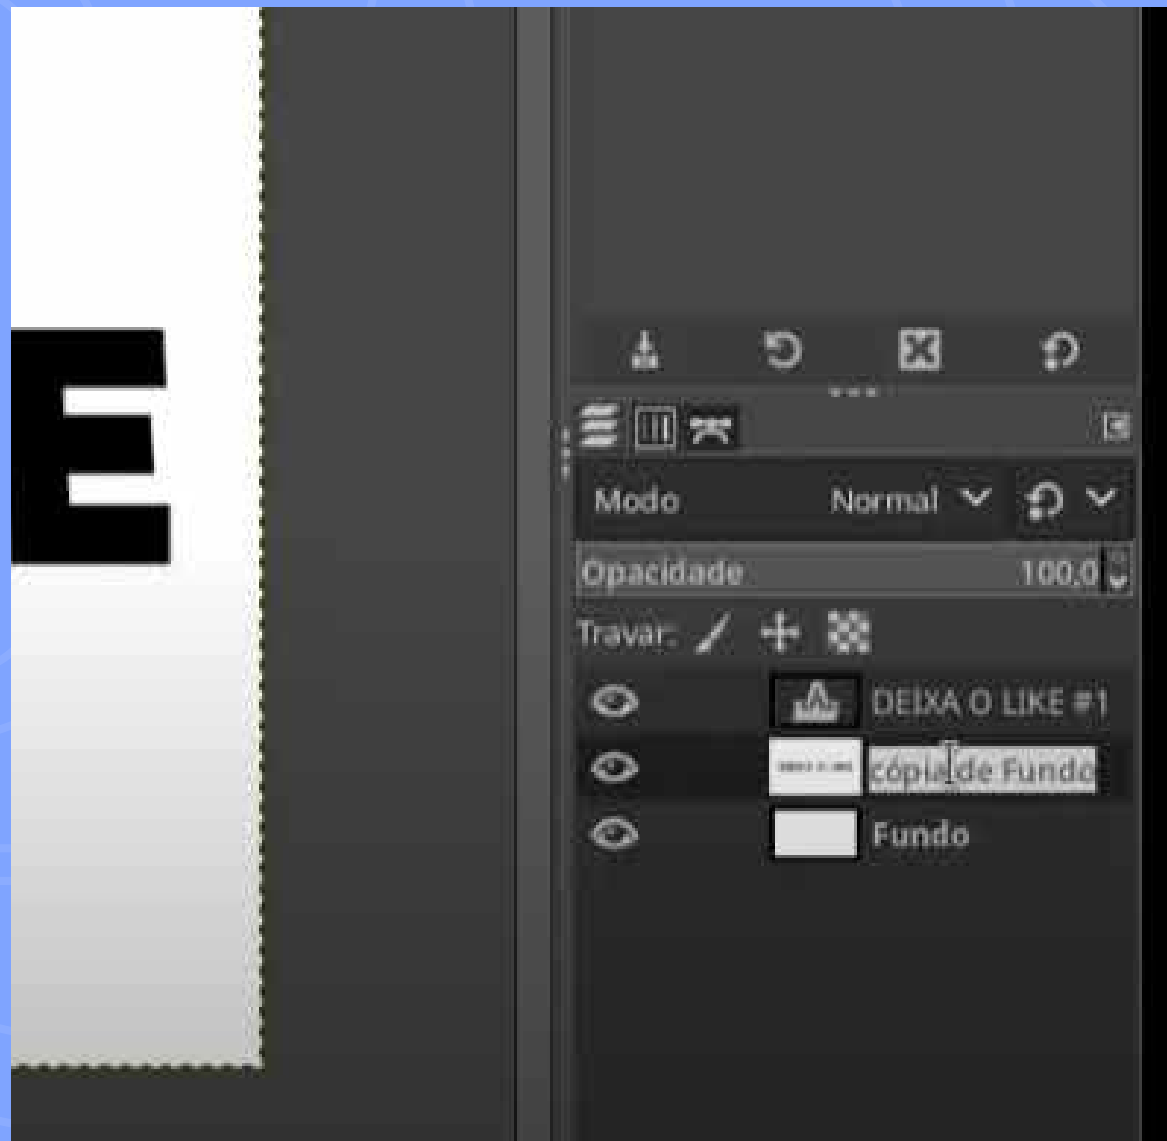 E
Modo Normal
Opacidade 100,0
Travar:
DEIXA O LIKE #1
cópia de Fundo
Fundo